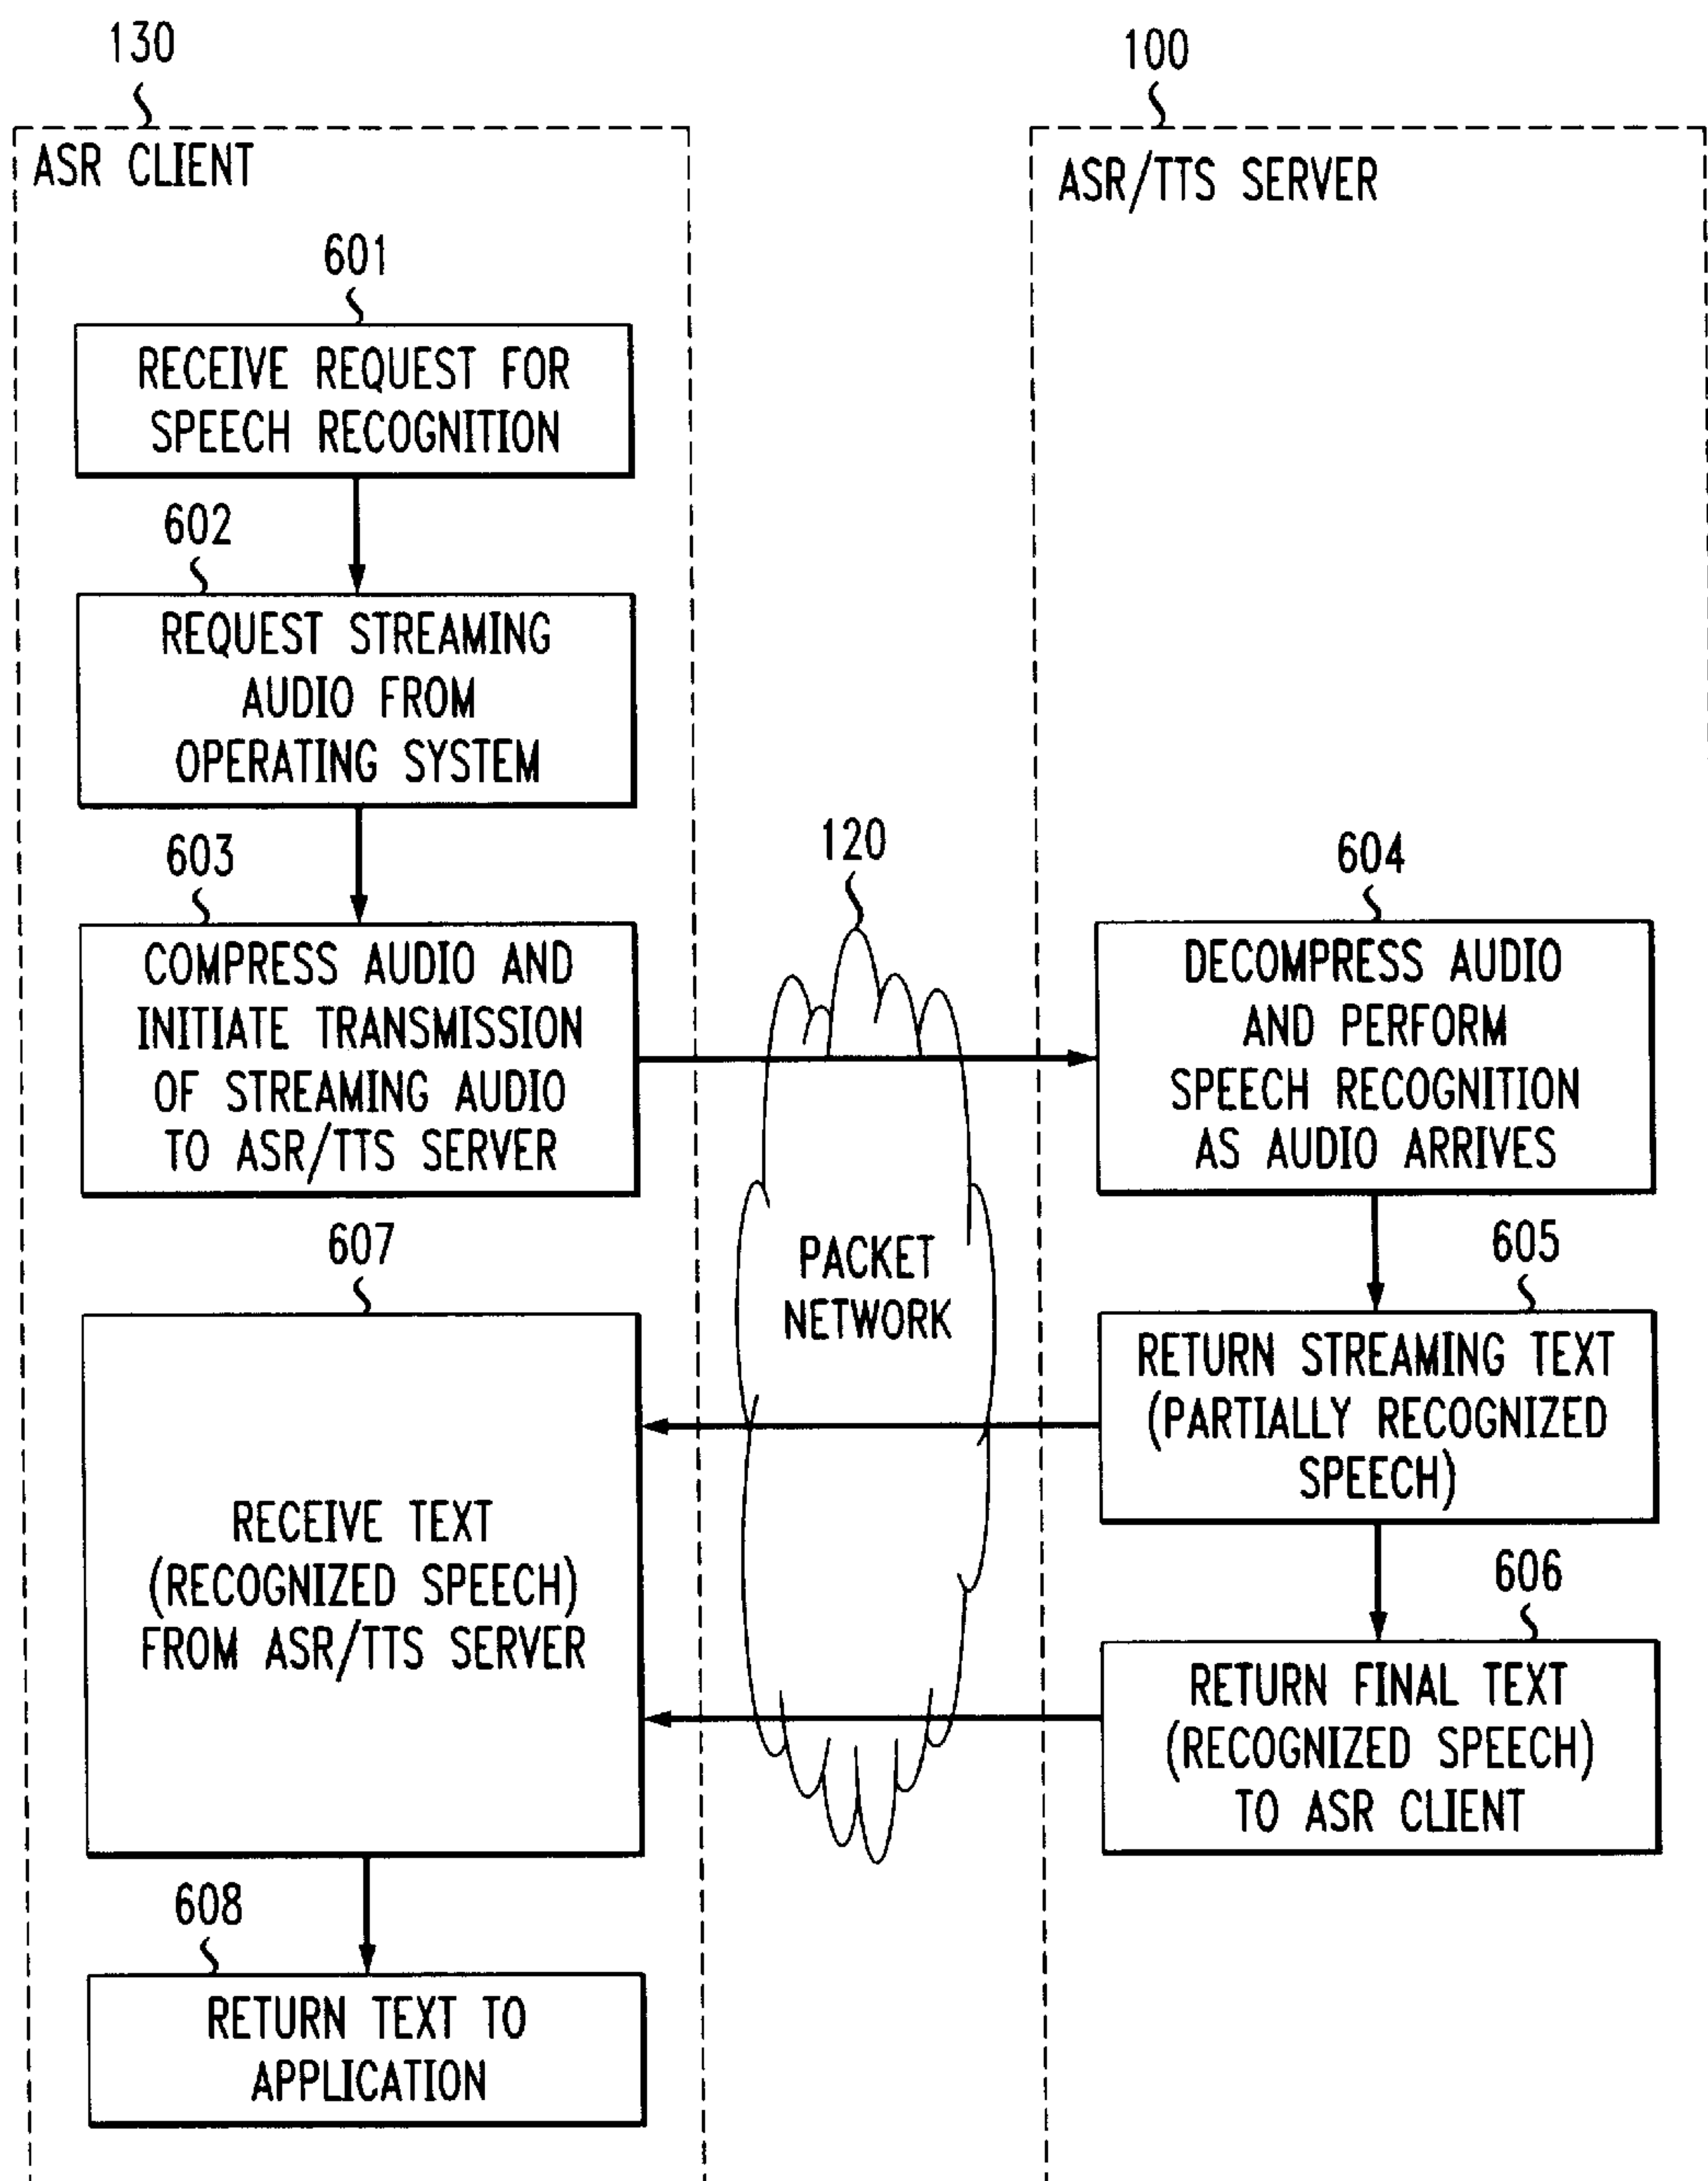 130
100
ASR CLIENT
ASR/TTS SERVER
601
RECEIVE REQUEST FOR
SPEECH RECOGNITION
602
REQUEST STREAMING
AUDIO FROM
OPERATING SYSTEM
603
COMPRESS AUDIO AND
INITIATE TRANSMISSION
OF STREAMING AUDIO
TO ASR/TTS SERVER
120
PACKET
NETWORK
604
DECOMPRESS AUDIO
AND PERFORM
SPEECH RECOGNITION
AS AUDIO ARRIVES
605
RETURN STREAMING TEXT
(PARTIALLY RECOGNIZED
SPEECH)
606
RETURN FINAL TEXT
(RECOGNIZED SPEECH)
TO ASR CLIENT
607
RECEIVE TEXT
(RECOGNIZED SPEECH)
FROM ASR/TTS SERVER
608
RETURN TEXT TO
APPLICATION